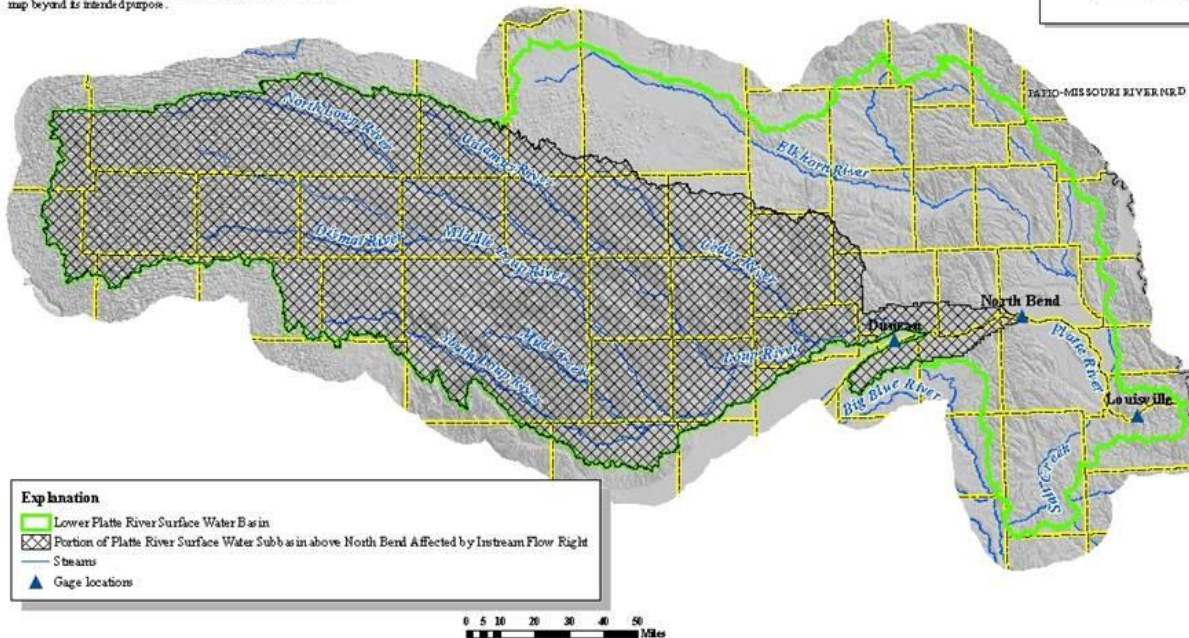 map beyond its intended purpose.
PAPIO-MISSOURI RIVER NRD
North Loup River
Calamus River
Elkhorn River
Dismal River
Middle Loup River
Cedar River
North Bend
Duncan
Platte River
Mud Creek
Loup River
South Loup River
Big Blue River
Louisville
Salt Creek
Explanation
Lower Platte River Surface Water Basin
Portion of Platte River Surface Water Subbasin above North Bend Affected by Instream Flow Right
Streams
Gage locations
0 5 10 20 30 40 50
Miles